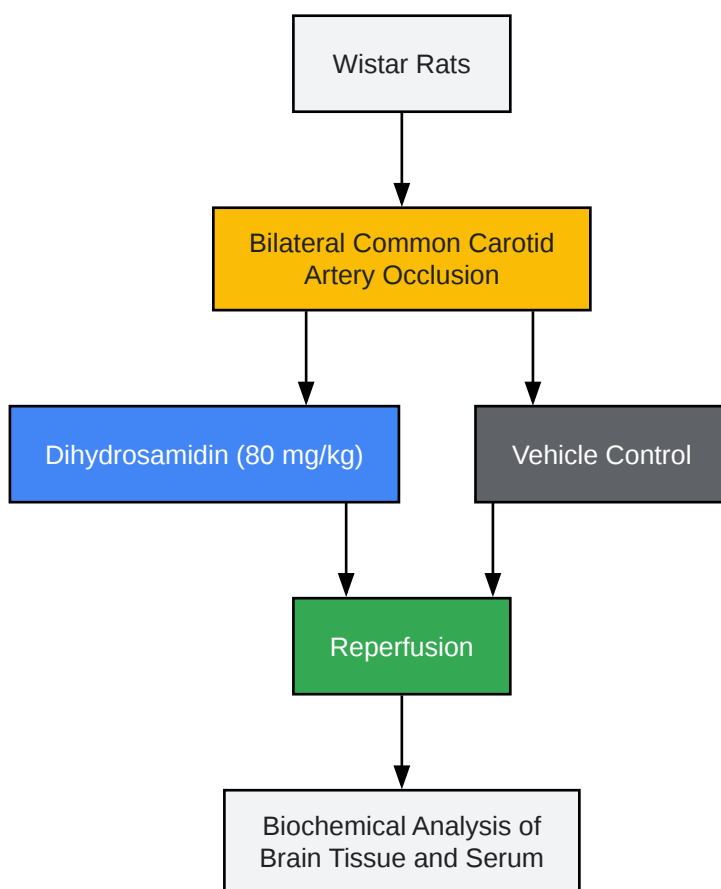 Wistar Rats
Bilateral Common Carotid
Artery Occlusion
Dihydrosamidin (80 mg/kg)
Vehicle Control
Reperfusion
Biochemical Analysis of
Brain Tissue and Serum